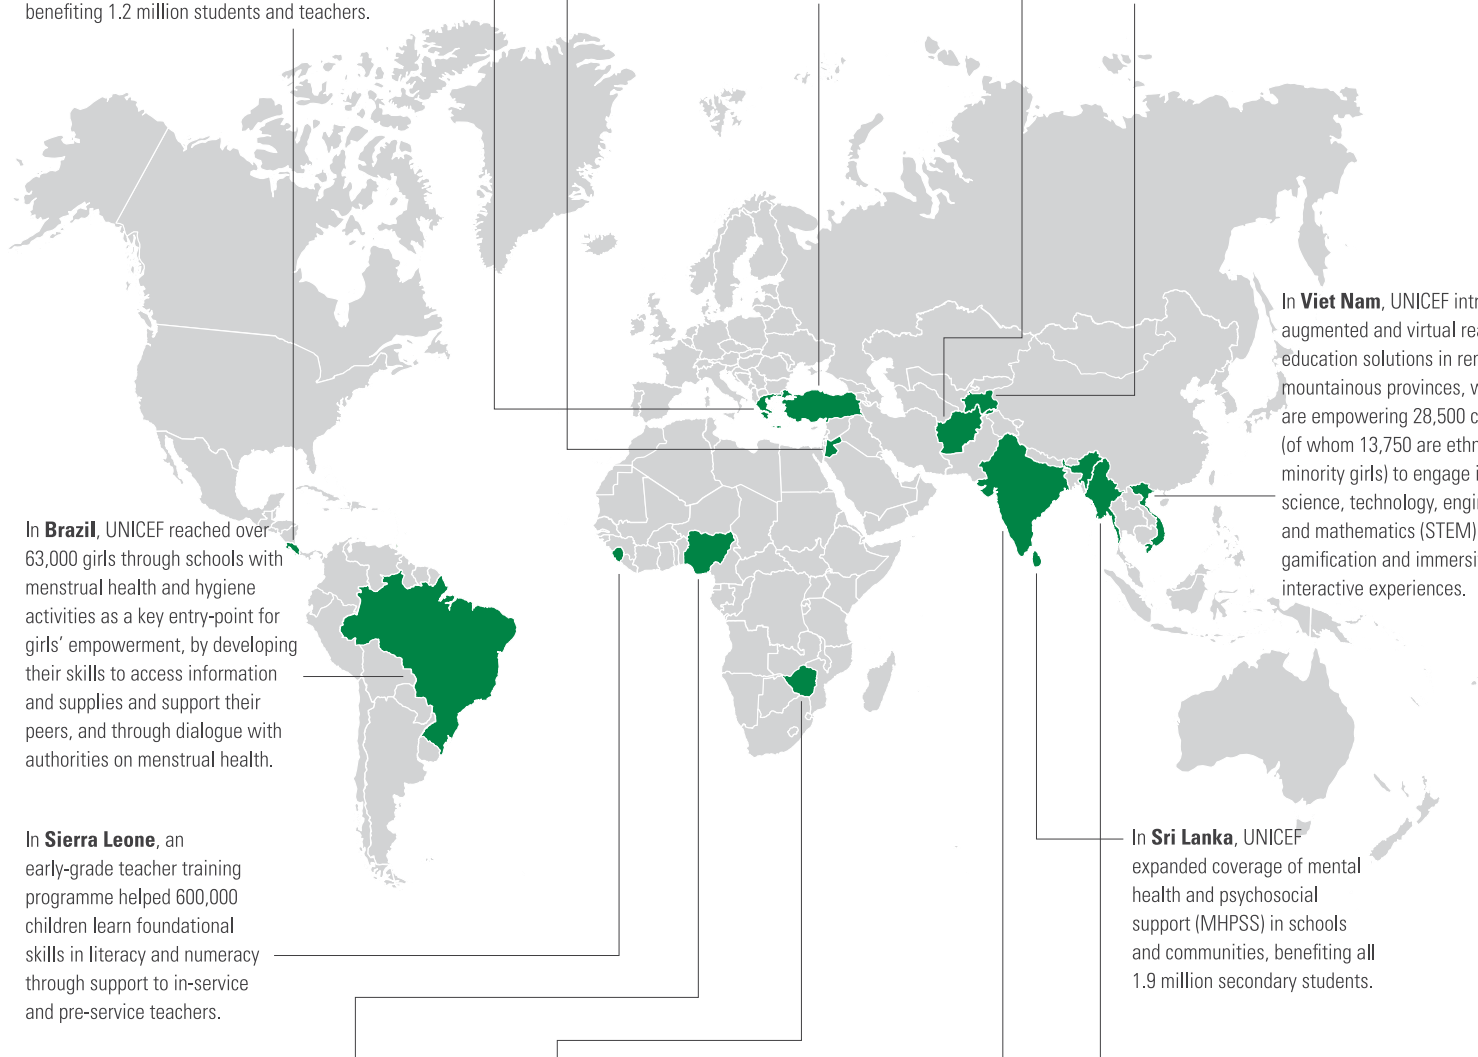 benefiting 1.2 million students and teachers.
In Brazil, UNICEF reached over
63,000 girls through schools with
menstrual health and hygiene
activities as a key entry-point for
girls' empowerment, by developing
their skills to access information
and supplies and support their
peers, and through dialogue with
authorities on menstrual health.
In Sierra Leone, an
early-grade teacher training
programme helped 600,000
children learn foundational
skills in literacy and numeracy
through support to in-service
and pre-service teachers.
In Viet Nam, UNICEF
augmented and virtual
education solutions in
mountainous provinces,
are empowering 28,500
(of whom 13,750 are
minority girls) to engage
science, technology,
and mathematics (STEM)
gamification and
interactive experiences.
In Sri Lanka, UNICEF
expanded coverage of mental
health and psychosocial
support (MHPSS) in schools
and communities, benefiting all
1.9 million secondary students.